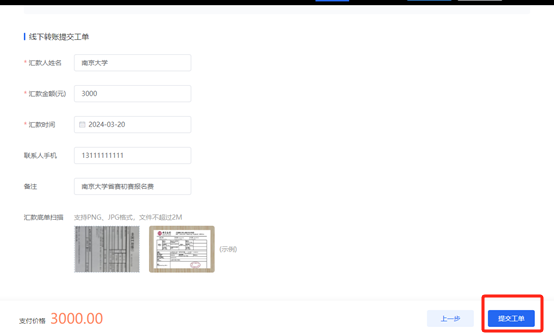 线下转账提交工单
* 汇款人姓名 南京大学
* 汇款金额(元) 3000
* 汇款时间 2024-03-20
联系人手机 13111111111
备注 南京大学省赛初赛报名费
汇款底单扫描 支持PNG、JPG格式，文件不超过2M
(示例)
支付价格 3000.00 上一步 提交工单